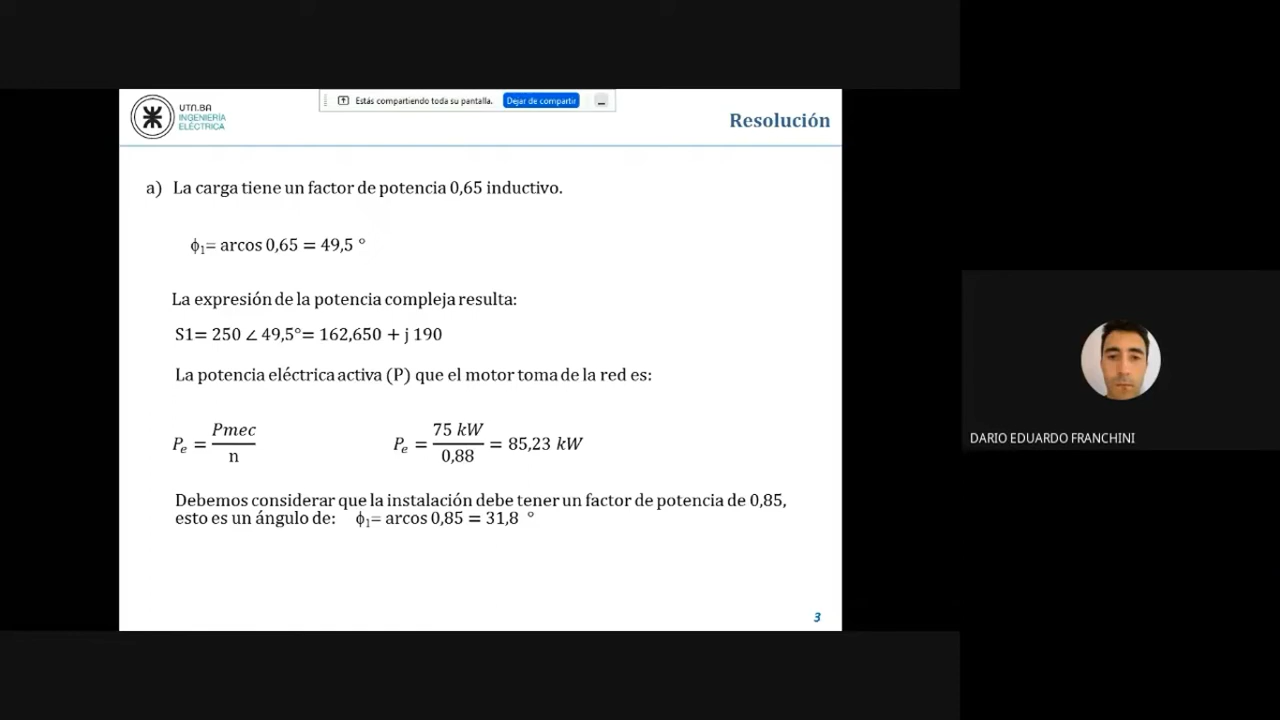 UTN.BA
INGENIERÍA
ELÉCTRICA
Estás compartiendo toda su pantalla.
Dejar de compartir
Resolución
a) La carga tiene un factor de potencia 0,65 inductivo.
ϕ1= arcos 0,65 = 49,5 °
La expresión de la potencia compleja resulta:
S1= 250 ∠ 49,5°= 162,650 + j 190
La potencia eléctrica activa (P) que el motor toma de la red es:
Pe = Pmec / n
Pe = 75 kW / 0,88 = 85,23 kW
Debemos considerar que la instalación debe tener un factor de potencia de 0,85,
esto es un ángulo de: ϕ1= arcos 0,85 = 31,8 °
3
DARIO EDUARDO FRANCHINI